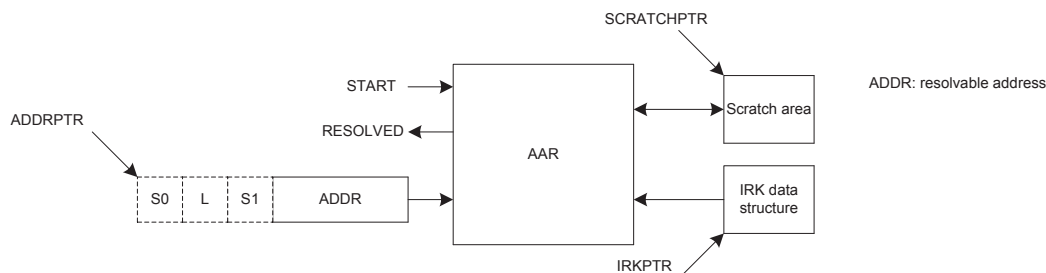 SCRATCHPTR
START
Scratch area
ADDR: resolvable address
ADDRPTR
RESOLVED
AAR
S0 L S1 ADDR
IRK data
structure
IRKPTR